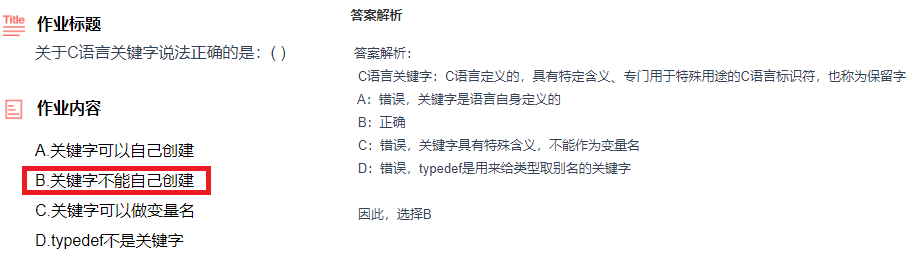 Title
作业标题
关于C语言关键字说法正确的是：( )
作业内容
A.关键字可以自己创建
B.关键字不能自己创建
C.关键字可以做变量名
D.typedef不是关键字
答案解析
答案解析：
C语言关键字：C语言定义的，具有特定含义、专门用于特殊用途的C语言标识符，也称为保留字
A：错误，关键字是语言自身定义的
B：正确
C：错误，关键字具有特殊含义，不能作为变量名
D：错误，typedef是用来给类型取别名的关键字
因此，选择B